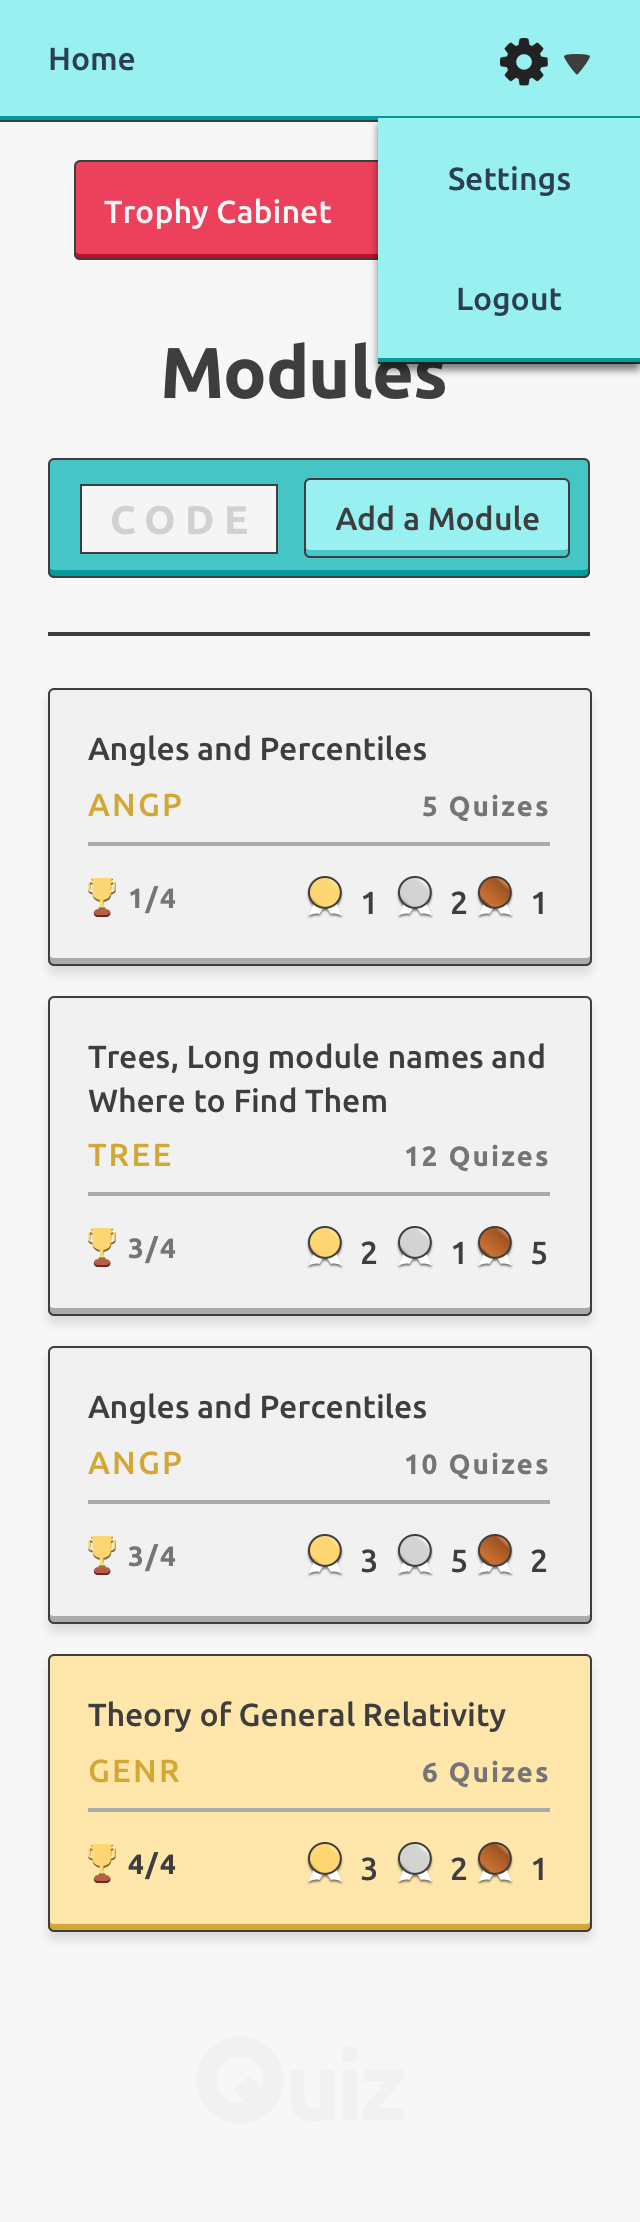 Home
Settings
Trophy Cabinet
Logout
Modules
CODE
Add a Module
Angles and Percentiles
ANGP 5 Quizes
1/4 1 2 1
Trees, Long module names and
Where to Find Them
TREE 12 Quizes
3/4 2 1 5
Angles and Percentiles
ANGP 10 Quizes
3/4 3 5 2
Theory of General Relativity
GENR 6 Quizes
4/4 3 2 1
Quiz